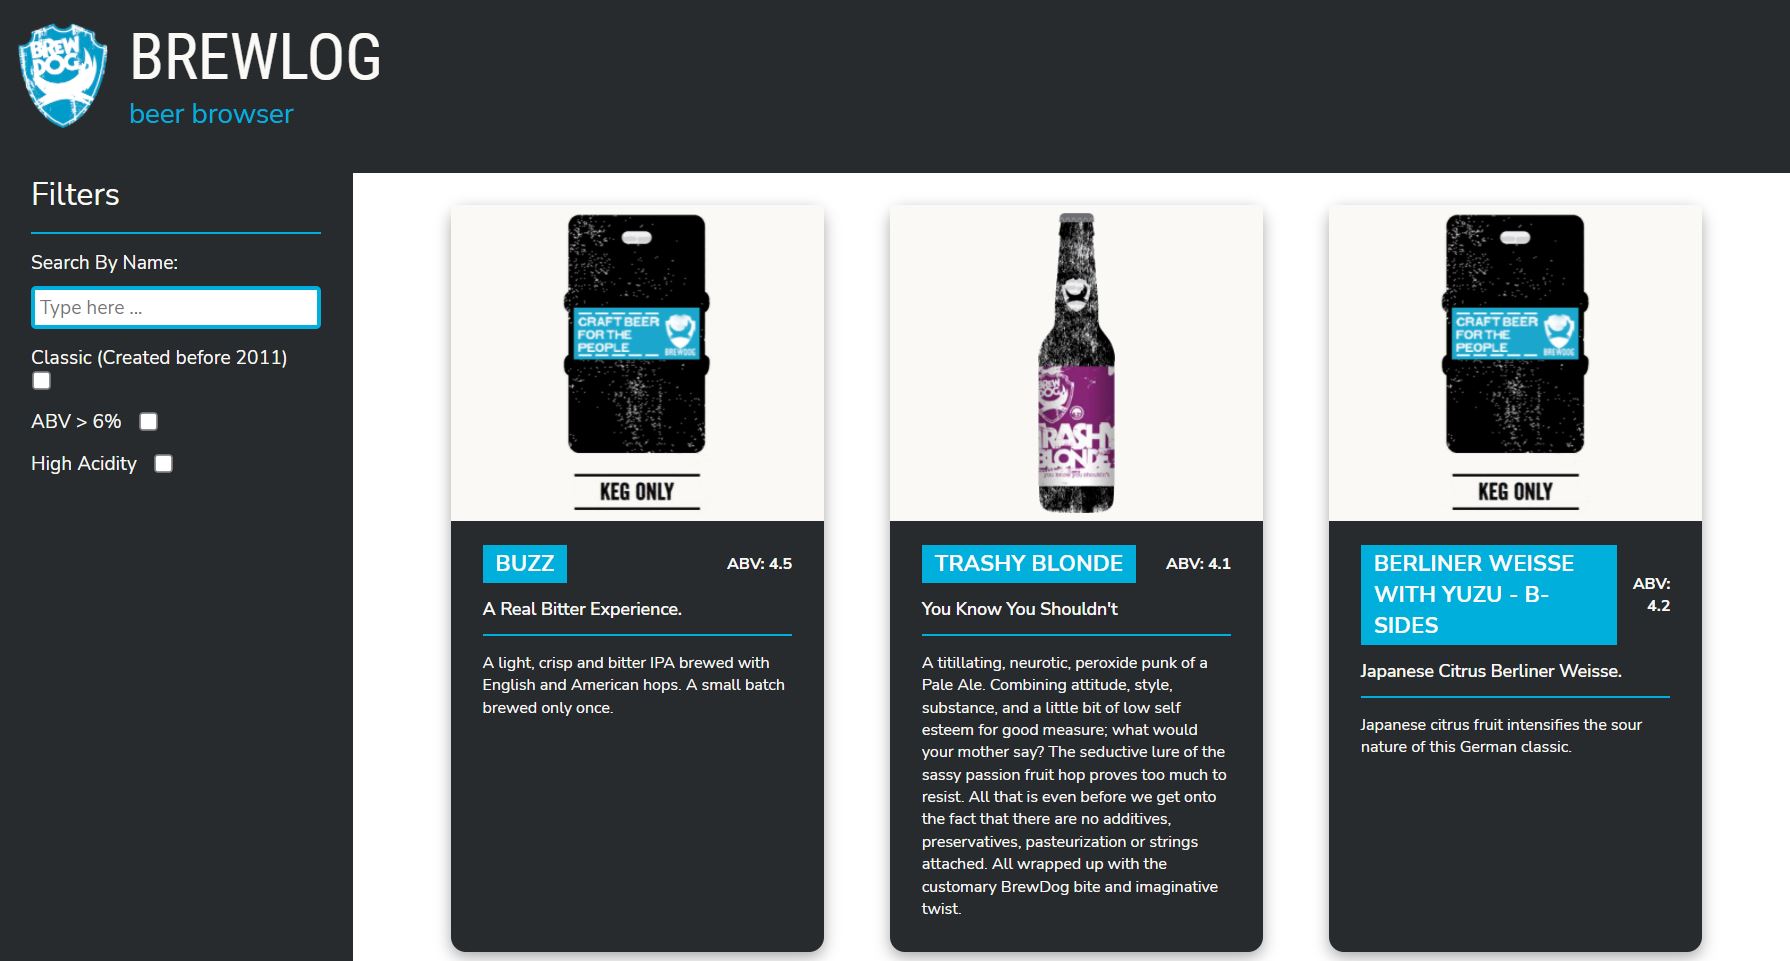 BREW
DOG
BREWLOG
beer browser
Filters
Search By Name:
Type here ...
Classic (Created before 2011)
ABV > 6%
High Acidity
CRAFT BEER
FOR THE
PEOPLE
BREWDOG
KEG ONLY
BUZZ
ABV: 4.5
A Real Bitter Experience.
A light, crisp and bitter IPA brewed with
English and American hops. A small batch
brewed only once.
BREW
DOG
TRASHY
BLONDE
you know you shouldn't
TRASHY BLONDE
ABV: 4.1
You Know You Shouldn't
A titillating, neurotic, peroxide punk of a
Pale Ale. Combining attitude, style,
substance, and a little bit of low self
esteem for good measure; what would
your mother say? The seductive lure of the
sassy passion fruit hop proves too much to
resist. All that is even before we get onto
the fact that there are no additives,
preservatives, pasteurization or strings
attached. All wrapped up with the
customary BrewDog bite and imaginative
twist.
CRAFT BEER
FOR THE
PEOPLE
BREWDOG
KEG ONLY
BERLINER WEISSE
WITH YUZU - B-
SIDES
ABV:
4.2
Japanese Citrus Berliner Weisse.
Japanese citrus fruit intensifies the sour
nature of this German classic.